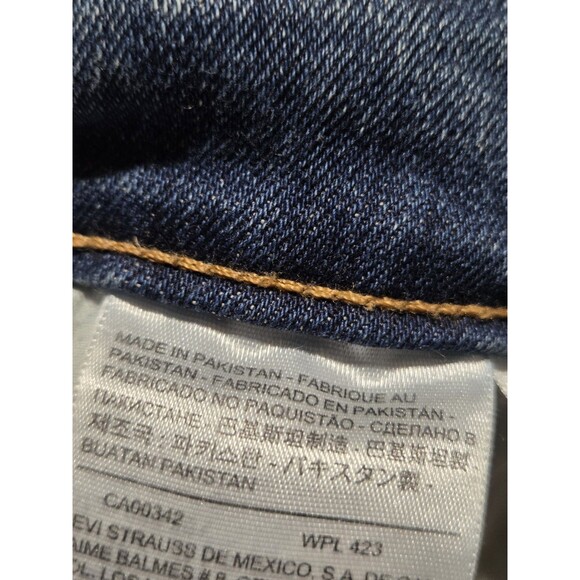 MADE IN PAKISTAN - FABRIQUE AU
PAKISTAN - FABRICADO EN PAKISTAN -
FABRICADO NO PAQUISTÃO - СДЕЛАНО В
ПАКИСТАНЕ - 巴基斯坦制造 - 巴基斯坦製
제조국: 파키스탄 - パキスタン製 -
BUATAN PAKISTAN
CA00342 WPL 423
EVI STRAUSS DE MEXICO, S.A. DE
AIME BALMES # 8